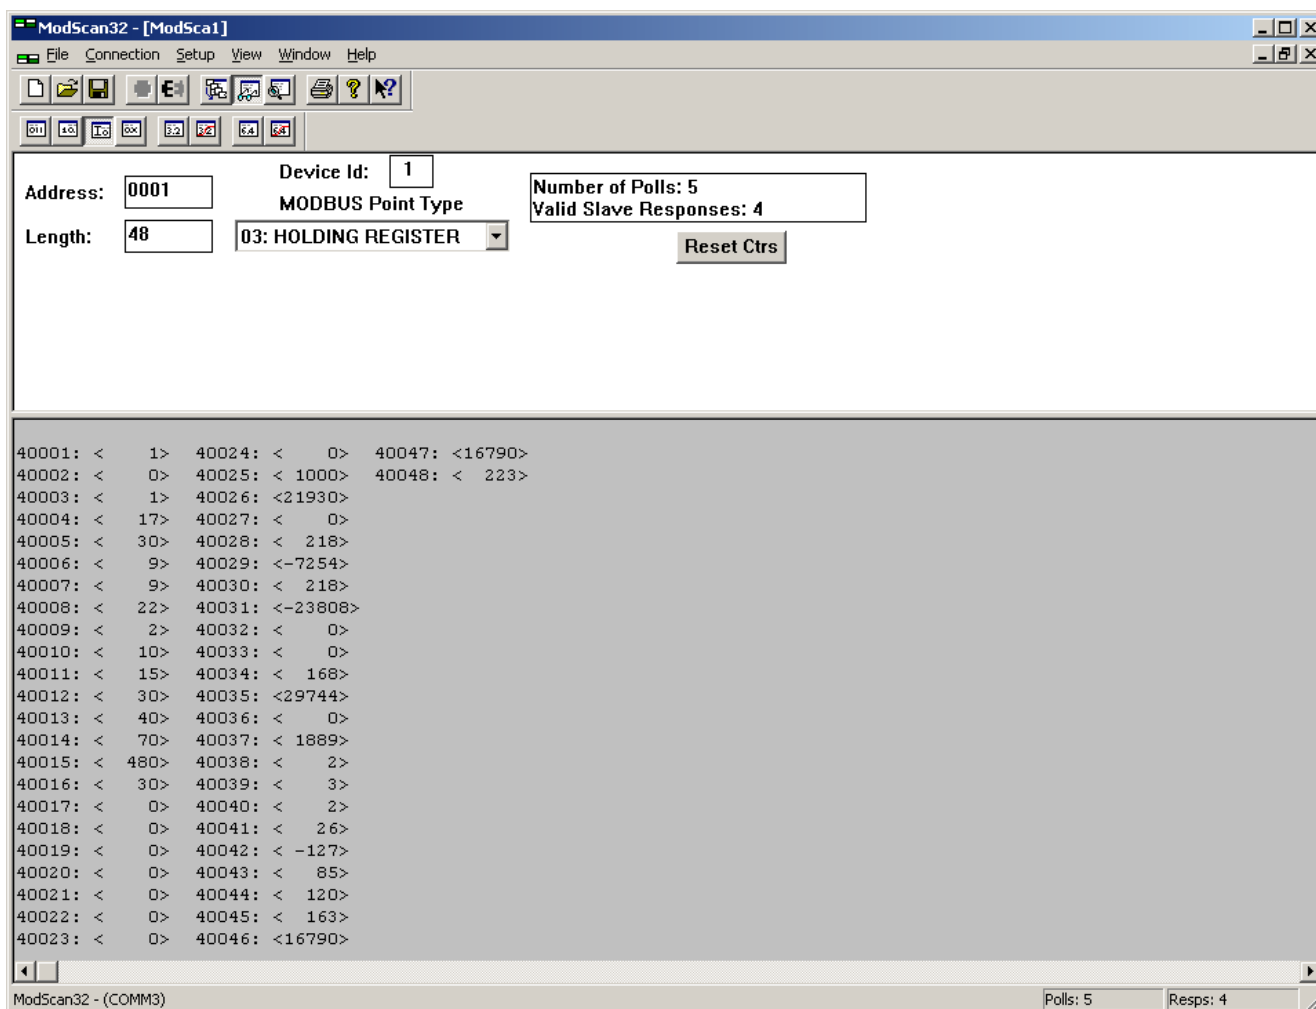 ModScan32 - [ModSca1]
File Connection Setup View Window Help
Address: 0001
Device Id: 1
MODBUS Point Type
Length: 48
03: HOLDING REGISTER
Number of Polls: 5
Valid Slave Responses: 4
Reset Ctrs
40001: <    1>  40024: <    0>  40047: <16790>
40002: <    0>  40025: < 1000>  40048: <  223>
40003: <    1>  40026: <21930>
40004: <   17>  40027: <    0>
40005: <   30>  40028: <  218>
40006: <    9>  40029: <-7254>
40007: <    9>  40030: <  218>
40008: <   22>  40031: <-23808>
40009: <    2>  40032: <    0>
40010: <   10>  40033: <    0>
40011: <   15>  40034: <  168>
40012: <   30>  40035: <29744>
40013: <   40>  40036: <    0>
40014: <   70>  40037: < 1889>
40015: <  480>  40038: <    2>
40016: <   30>  40039: <    3>
40017: <    0>  40040: <    2>
40018: <    0>  40041: <   26>
40019: <    0>  40042: < -127>
40020: <    0>  40043: <   85>
40021: <    0>  40044: <  120>
40022: <    0>  40045: <  163>
40023: <    0>  40046: <16790>
ModScan32 - (COMM3)
Polls: 5
Resps: 4